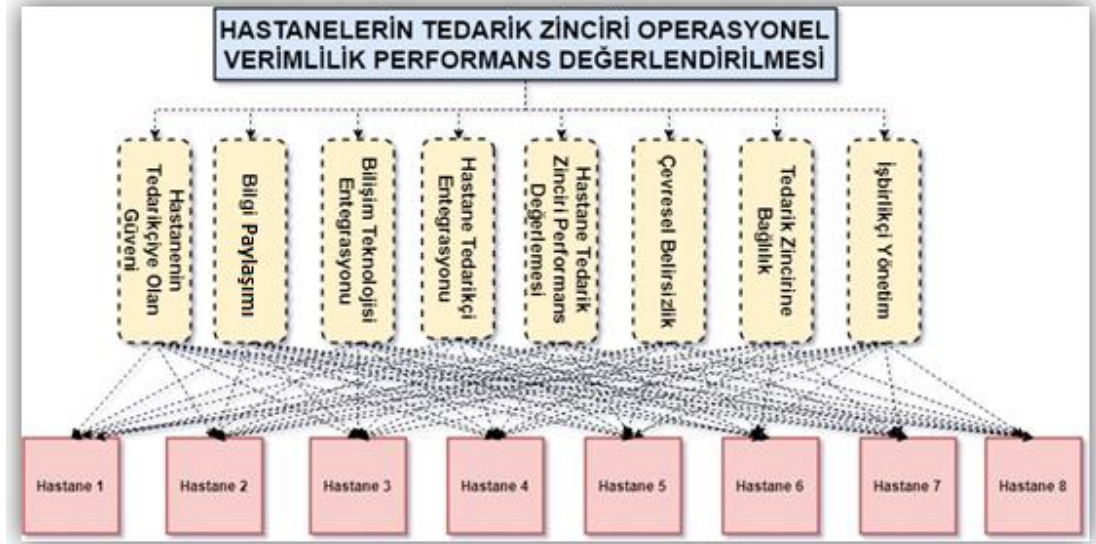 HASTANELERİN TEDARİK ZİNCİRİ OPERASYONEL
VERİMLİLİK PERFORMANS DEĞERLENDİRİLMESİ
Hastanenin
Tedarikçiye Olan
Güveni
Bilgi Paylaşımı
Bilişim Teknolojisi
Entegrasyonu
Hastane Tedarikçi
Entegrasyonu
Hastane Tedarik
Zinciri Performans
Değerlemesi
Çevresel Belirsizlik
Tedarik Zincirine
Bağlılık
İşbirlikçi Yönetim
Hastane 1
Hastane 2
Hastane 3
Hastane 4
Hastane 5
Hastane 6
Hastane 7
Hastane 8